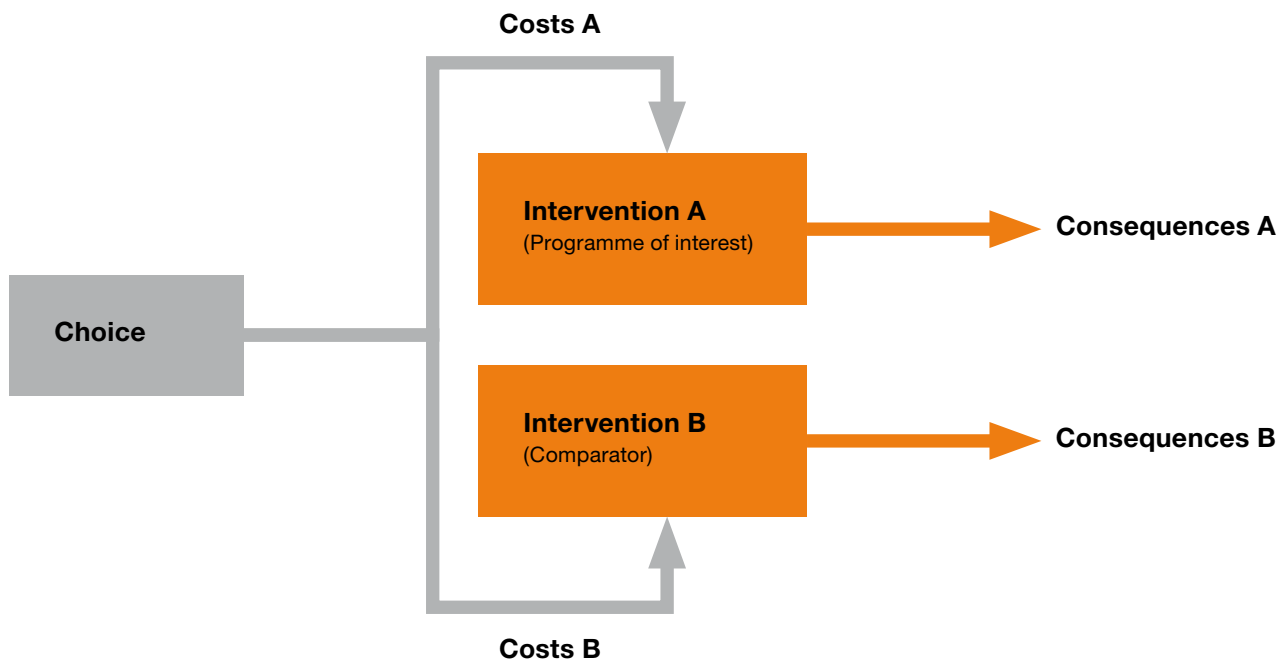 Costs A
Intervention A
(Programme of interest)
Consequences A
Choice
Intervention B
(Comparator)
Consequences B
Costs B